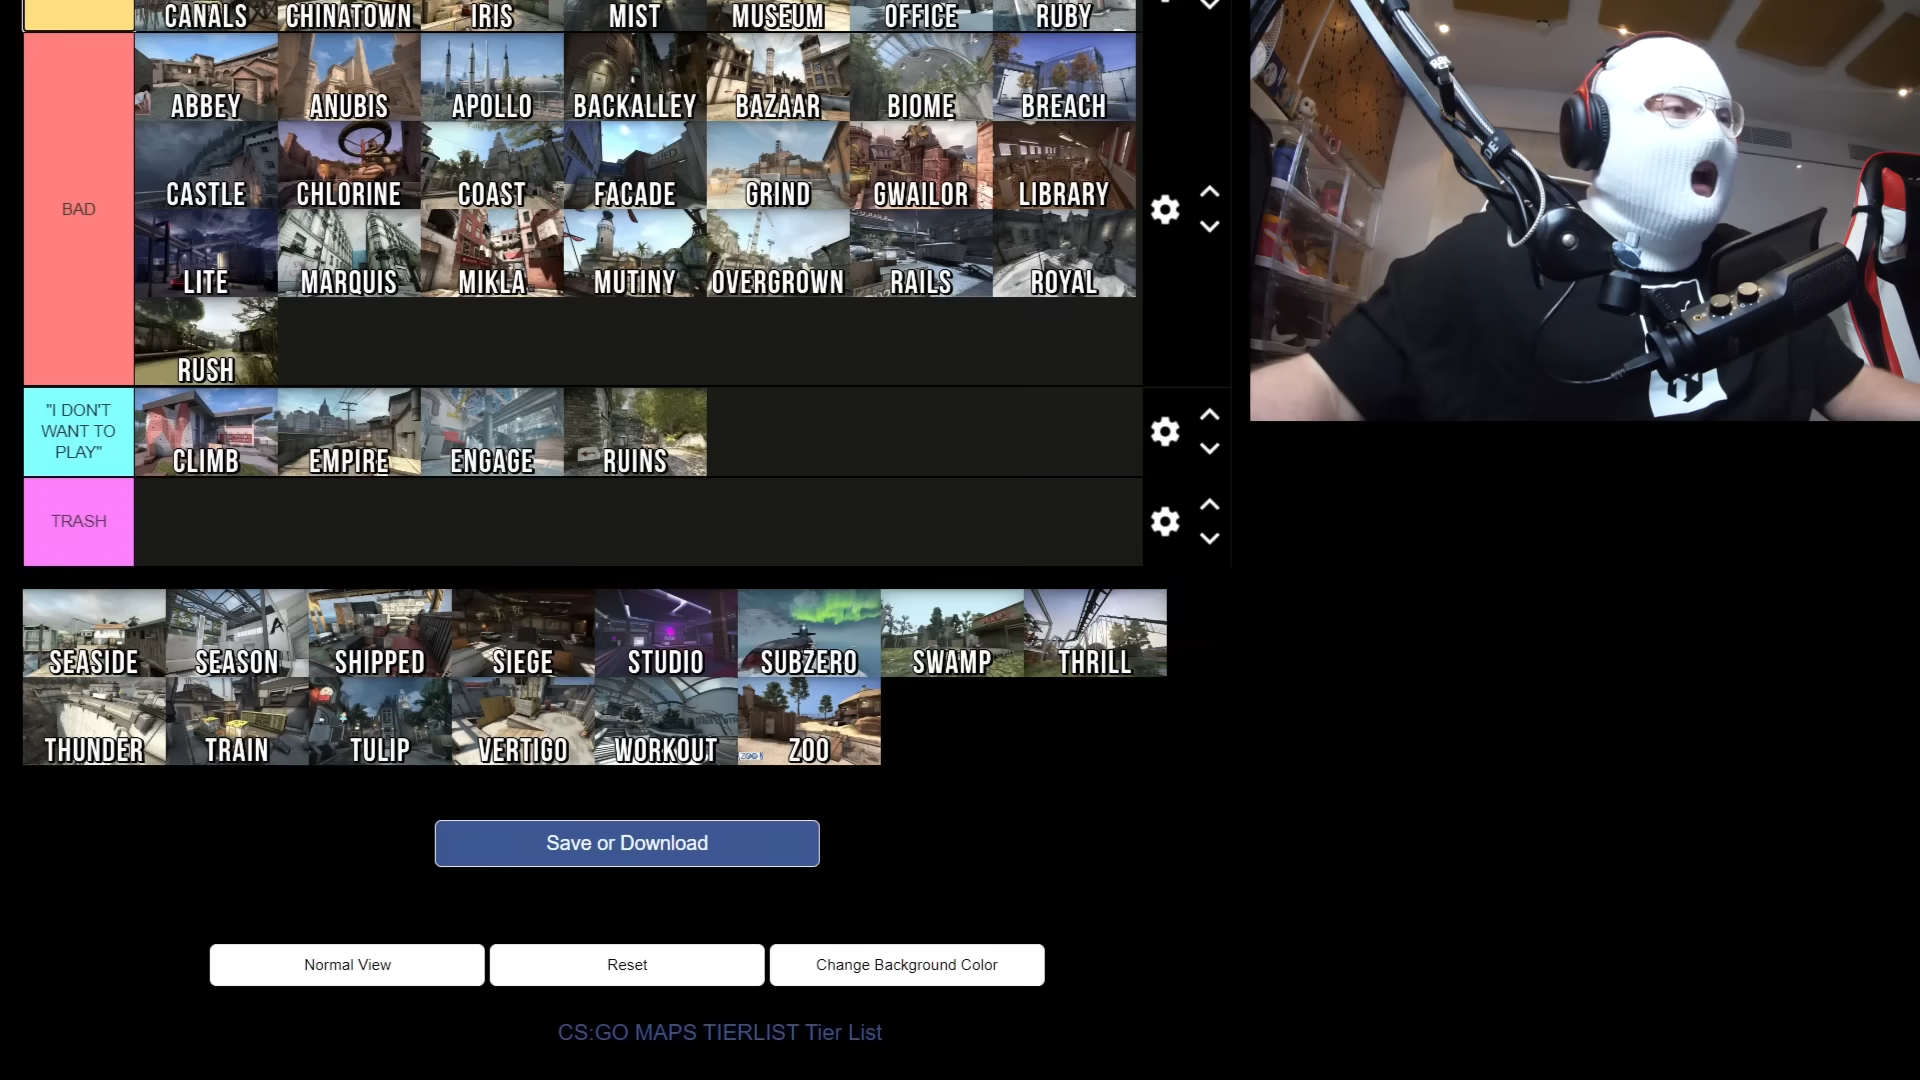 CANALS CHINATOWN IRIS MIST MUSEUM OFFICE RUBY
BAD
ABBEY ANUBIS APOLLO BACKALLEY BAZAAR BIOME BREACH
CASTLE CHLORINE COAST FACADE GRIND GWAILOR LIBRARY
LITE MARQUIS MIKLA MUTINY OVERGROWN RAILS ROYAL
RUSH
"I DON'T
WANT TO
PLAY"
CLIMB EMPIRE ENGAGE RUINS
TRASH
SEASIDE SEASON SHIPPED SIEGE STUDIO SUBZERO SWAMP THRILL
THUNDER TRAIN TULIP VERTIGO WORKOUT ZOO
Save or Download
Normal View Reset Change Background Color
CS:GO MAPS TIERLIST Tier List